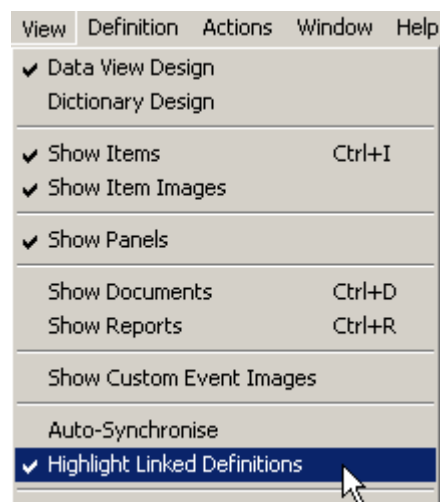 View Definition Actions Window Help
Data View Design
Dictionary Design
Show Items Ctrl+I
Show Item Images
Show Panels
Show Documents Ctrl+D
Show Reports Ctrl+R
Show Custom Event Images
Auto-Synchronise
Highlight Linked Definitions